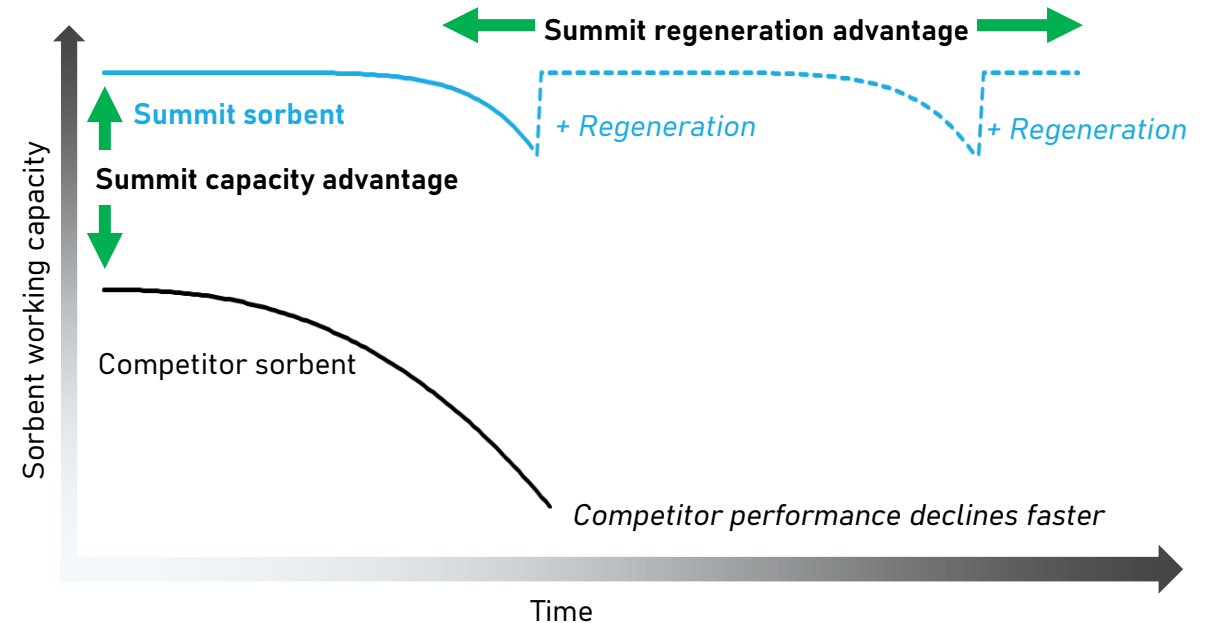 Summit regeneration advantage
Summit sorbent
+ Regeneration
+ Regeneration
Summit capacity advantage
Sorbent working capacity
Competitor sorbent
Competitor performance declines faster
Time